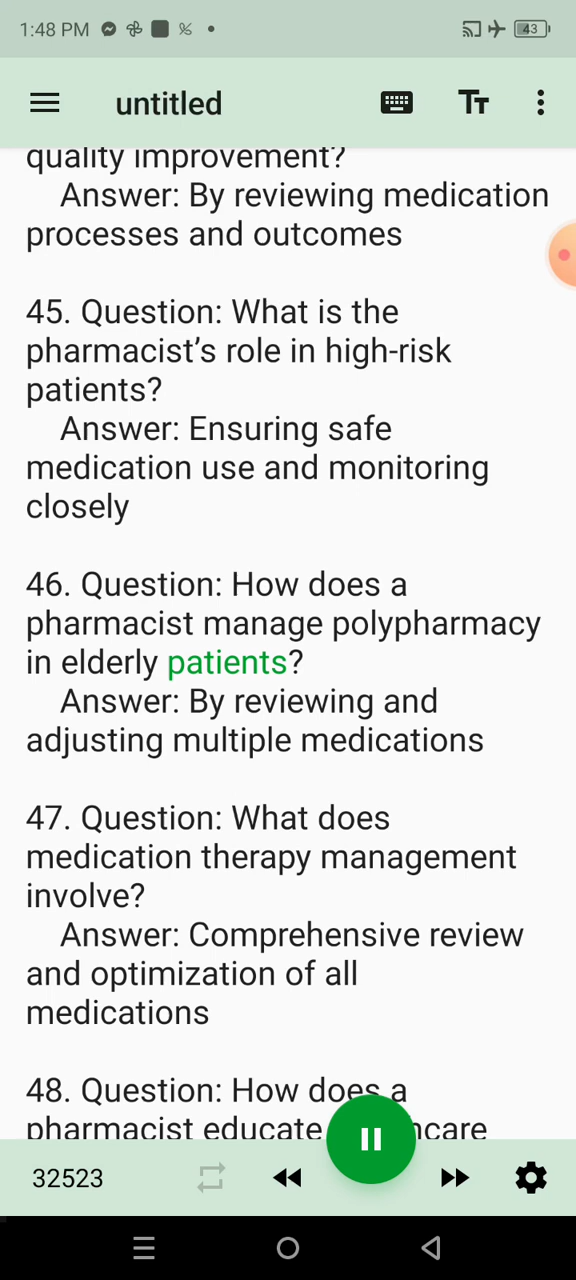 1:48 PM
43
untitled
quality improvement?
Answer: By reviewing medication
processes and outcomes
45. Question: What is the
pharmacist’s role in high-risk
patients?
Answer: Ensuring safe
medication use and monitoring
closely
46. Question: How does a
pharmacist manage polypharmacy
in elderly patients?
Answer: By reviewing and
adjusting multiple medications
47. Question: What does
medication therapy management
involve?
Answer: Comprehensive review
and optimization of all
medications
48. Question: How does a
pharmacist educate
32523